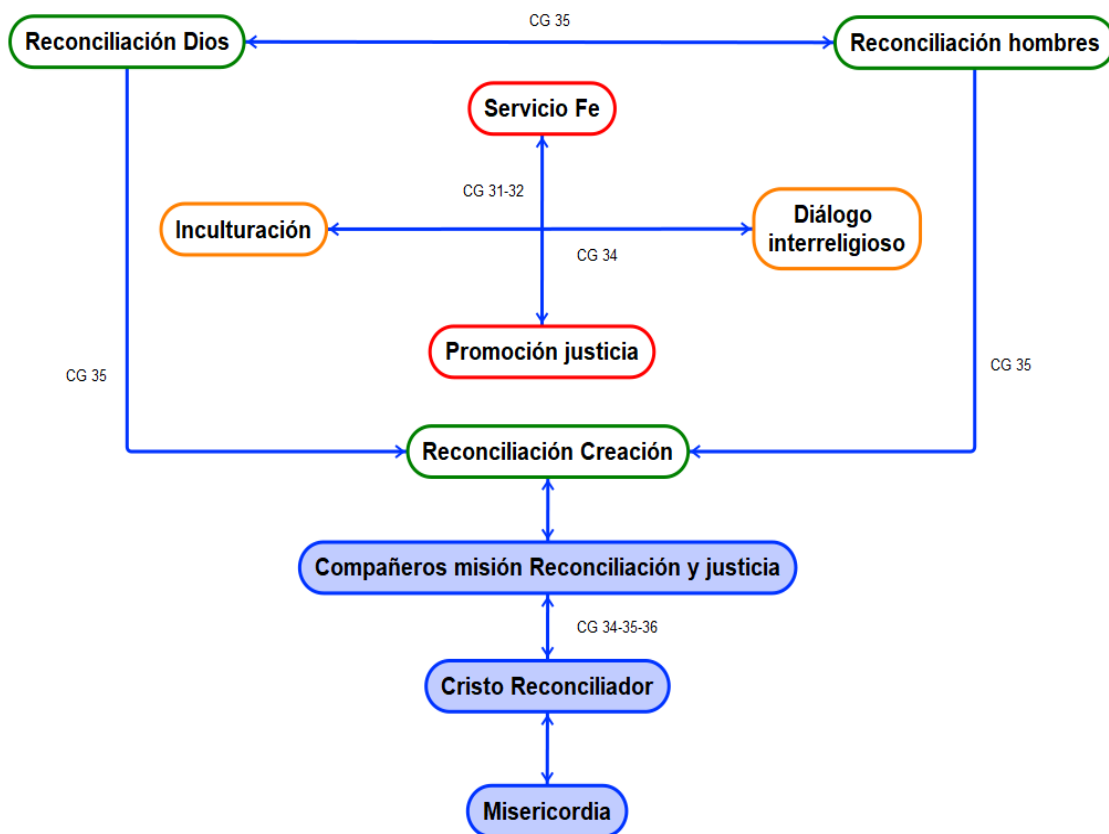 CG 35
Reconciliación Dios
Reconciliación hombres
Servicio Fe
CG 31-32
Inculturación
Diálogo
interreligioso
CG 34
Promoción justicia
CG 35
CG 35
Reconciliación Creación
Compañeros misión Reconciliación y justicia
CG 34-35-36
Cristo Reconciliador
Misericordia